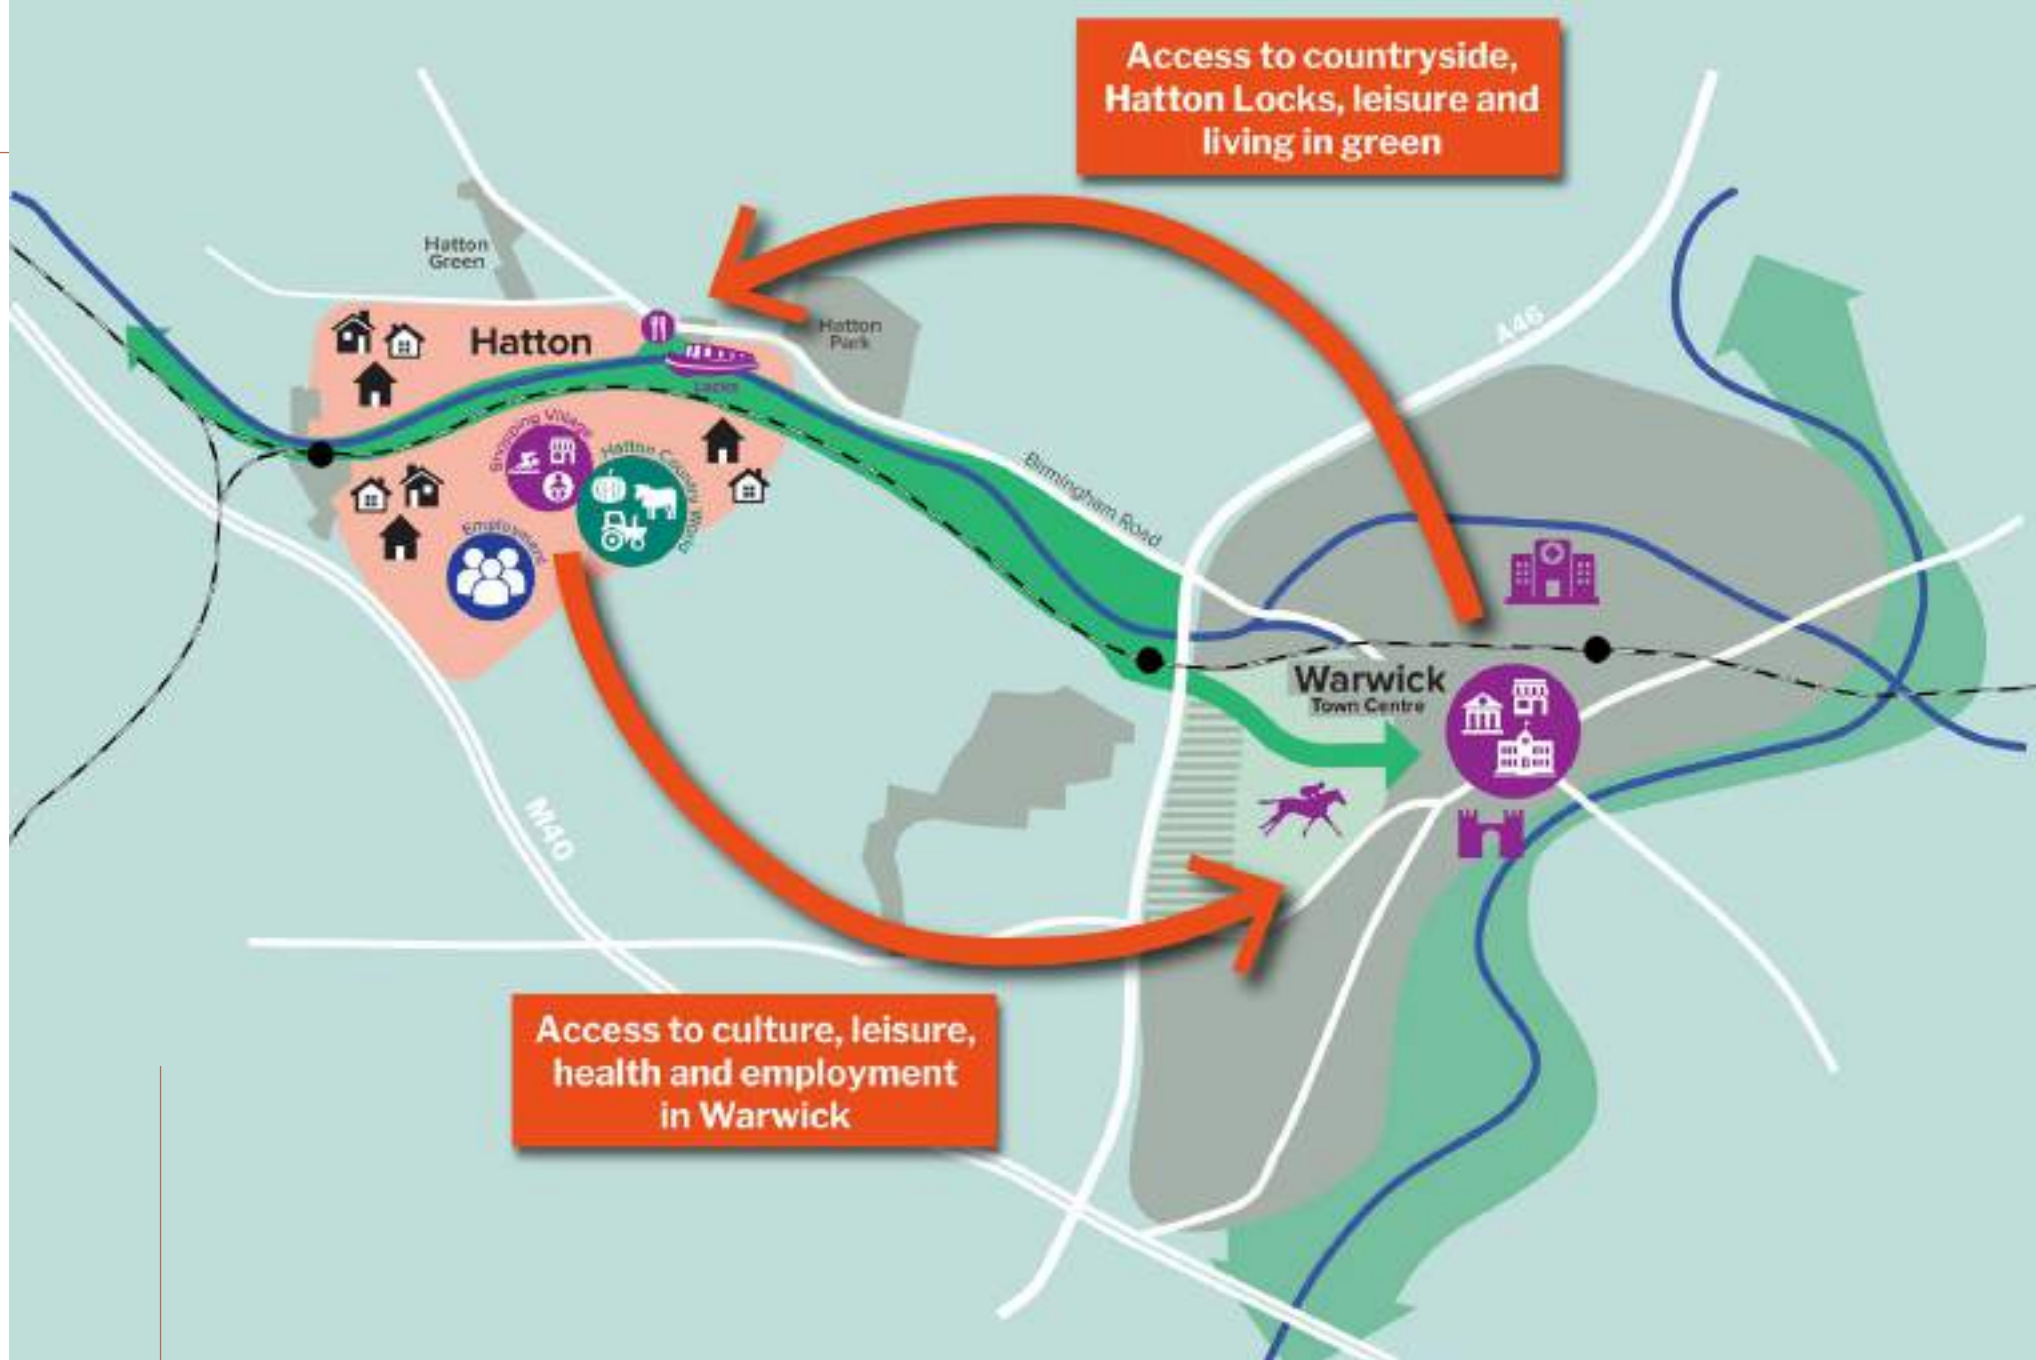 Access to countryside,
Hatton Locks, leisure and
living in green
Hatton
Green
Hatton
Hatton
Park
Locks
A46
Shopping Village
Hatton Country World
Employment
Birmingham Road
Warwick
Town Centre
M40
Access to culture, leisure,
health and employment
in Warwick